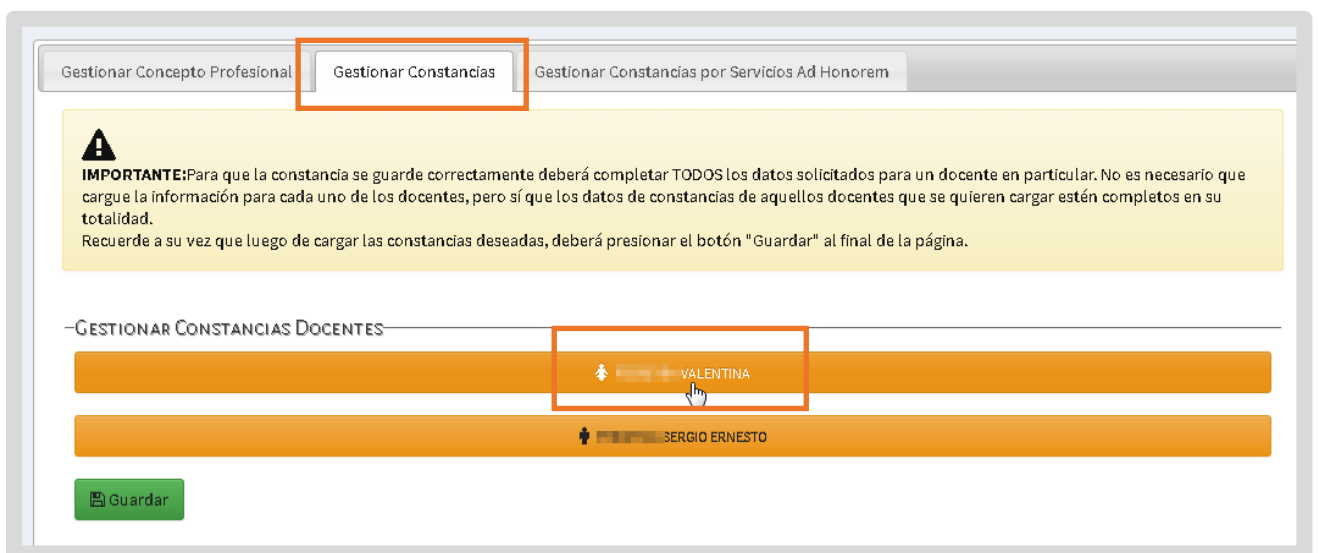 Gestionar Concepto Profesional Gestionar Constancias Gestionar Constancias por Servicios Ad Honorem
IMPORTANTE:Para que la constancia se guarde correctamente deberá completar TODOS los datos solicitados para un docente en particular. No es necesario que
cargue la información para cada uno de los docentes, pero sí que los datos de constancias de aquellos docentes que se quieren cargar estén completos en su
totalidad.
Recuerde a su vez que luego de cargar las constancias deseadas, deberá presionar el botón "Guardar" al final de la página.
GESTIONAR CONSTANCIAS DOCENTES
VALENTINA
SERGIO ERNESTO
Guardar